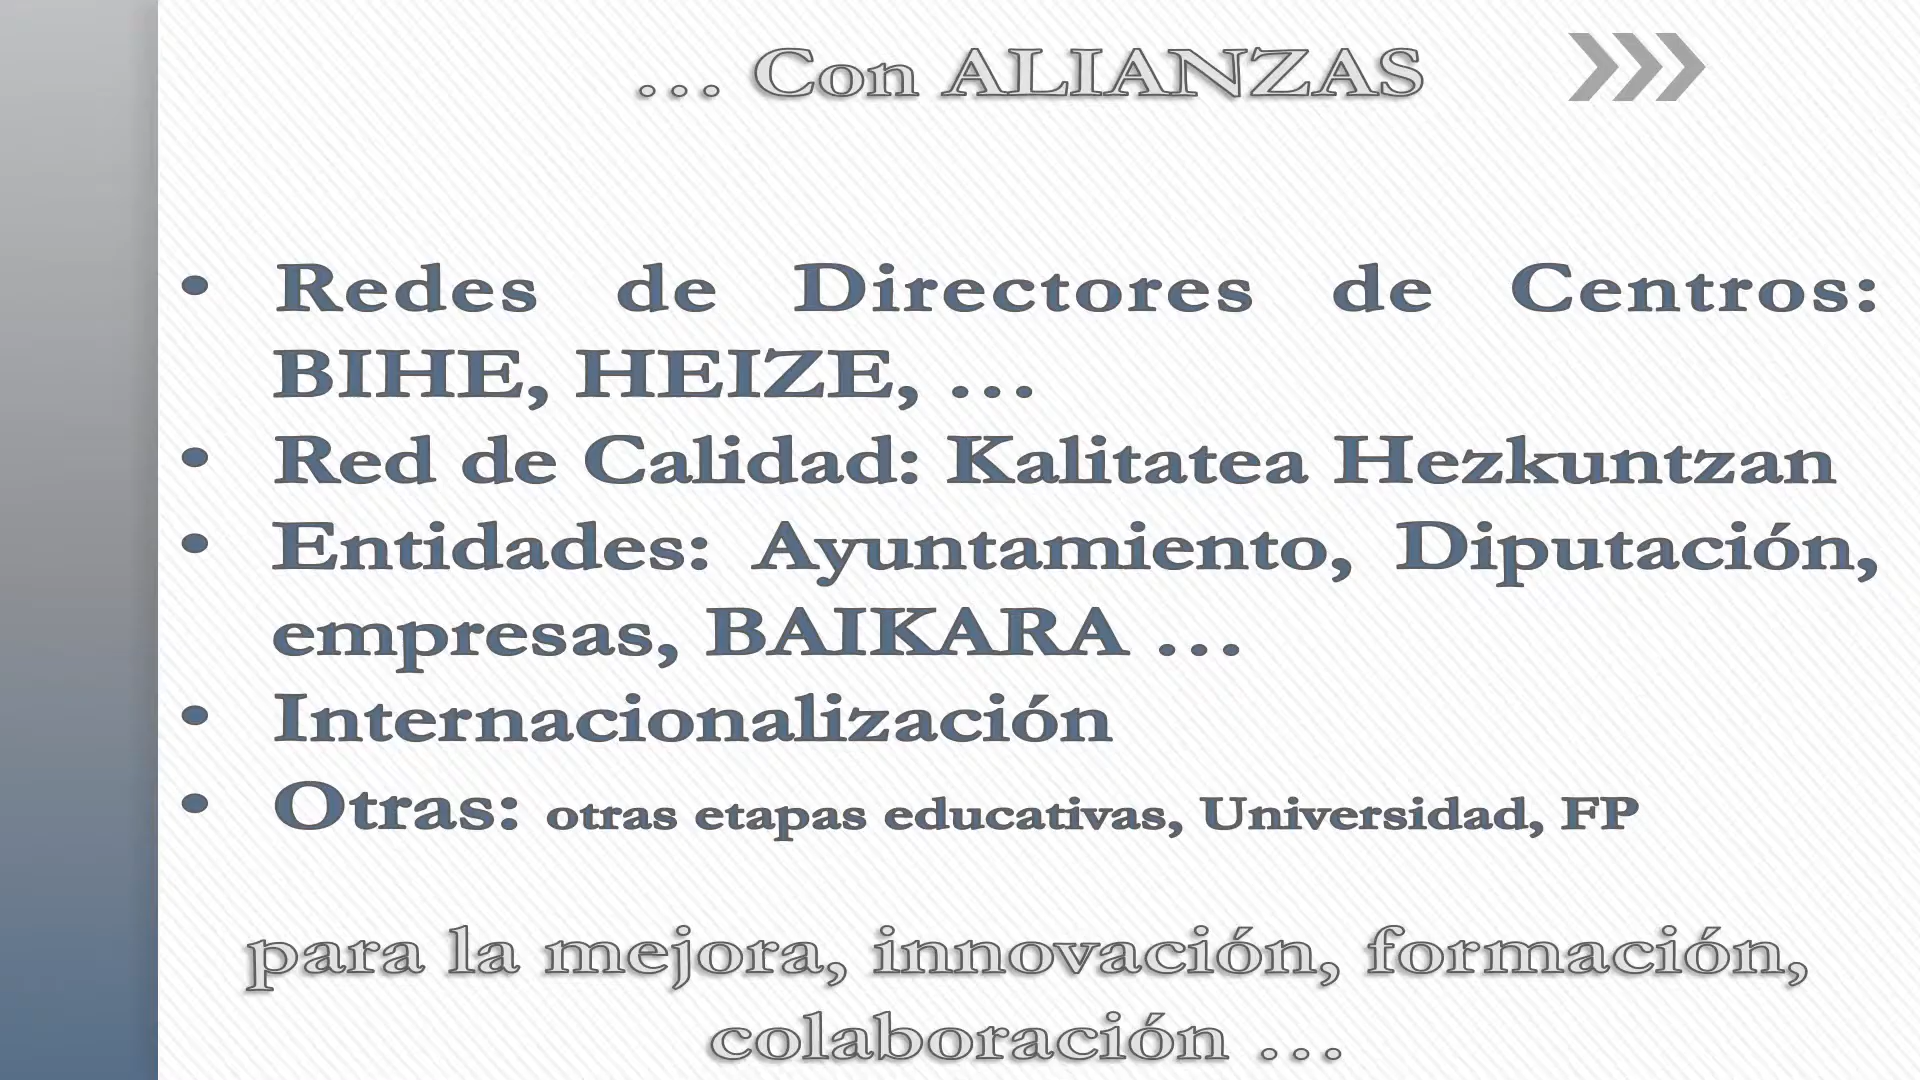 … Con ALIANZAS
• Redes de Directores de Centros:
BIHE, HEIZE, …
• Red de Calidad: Kalitatea Hezkuntzan
• Entidades: Ayuntamiento, Diputación,
empresas, BAIKARA …
• Internacionalización
• Otras: otras etapas educativas, Universidad, FP
para la mejora, innovación, formación,
colaboración …